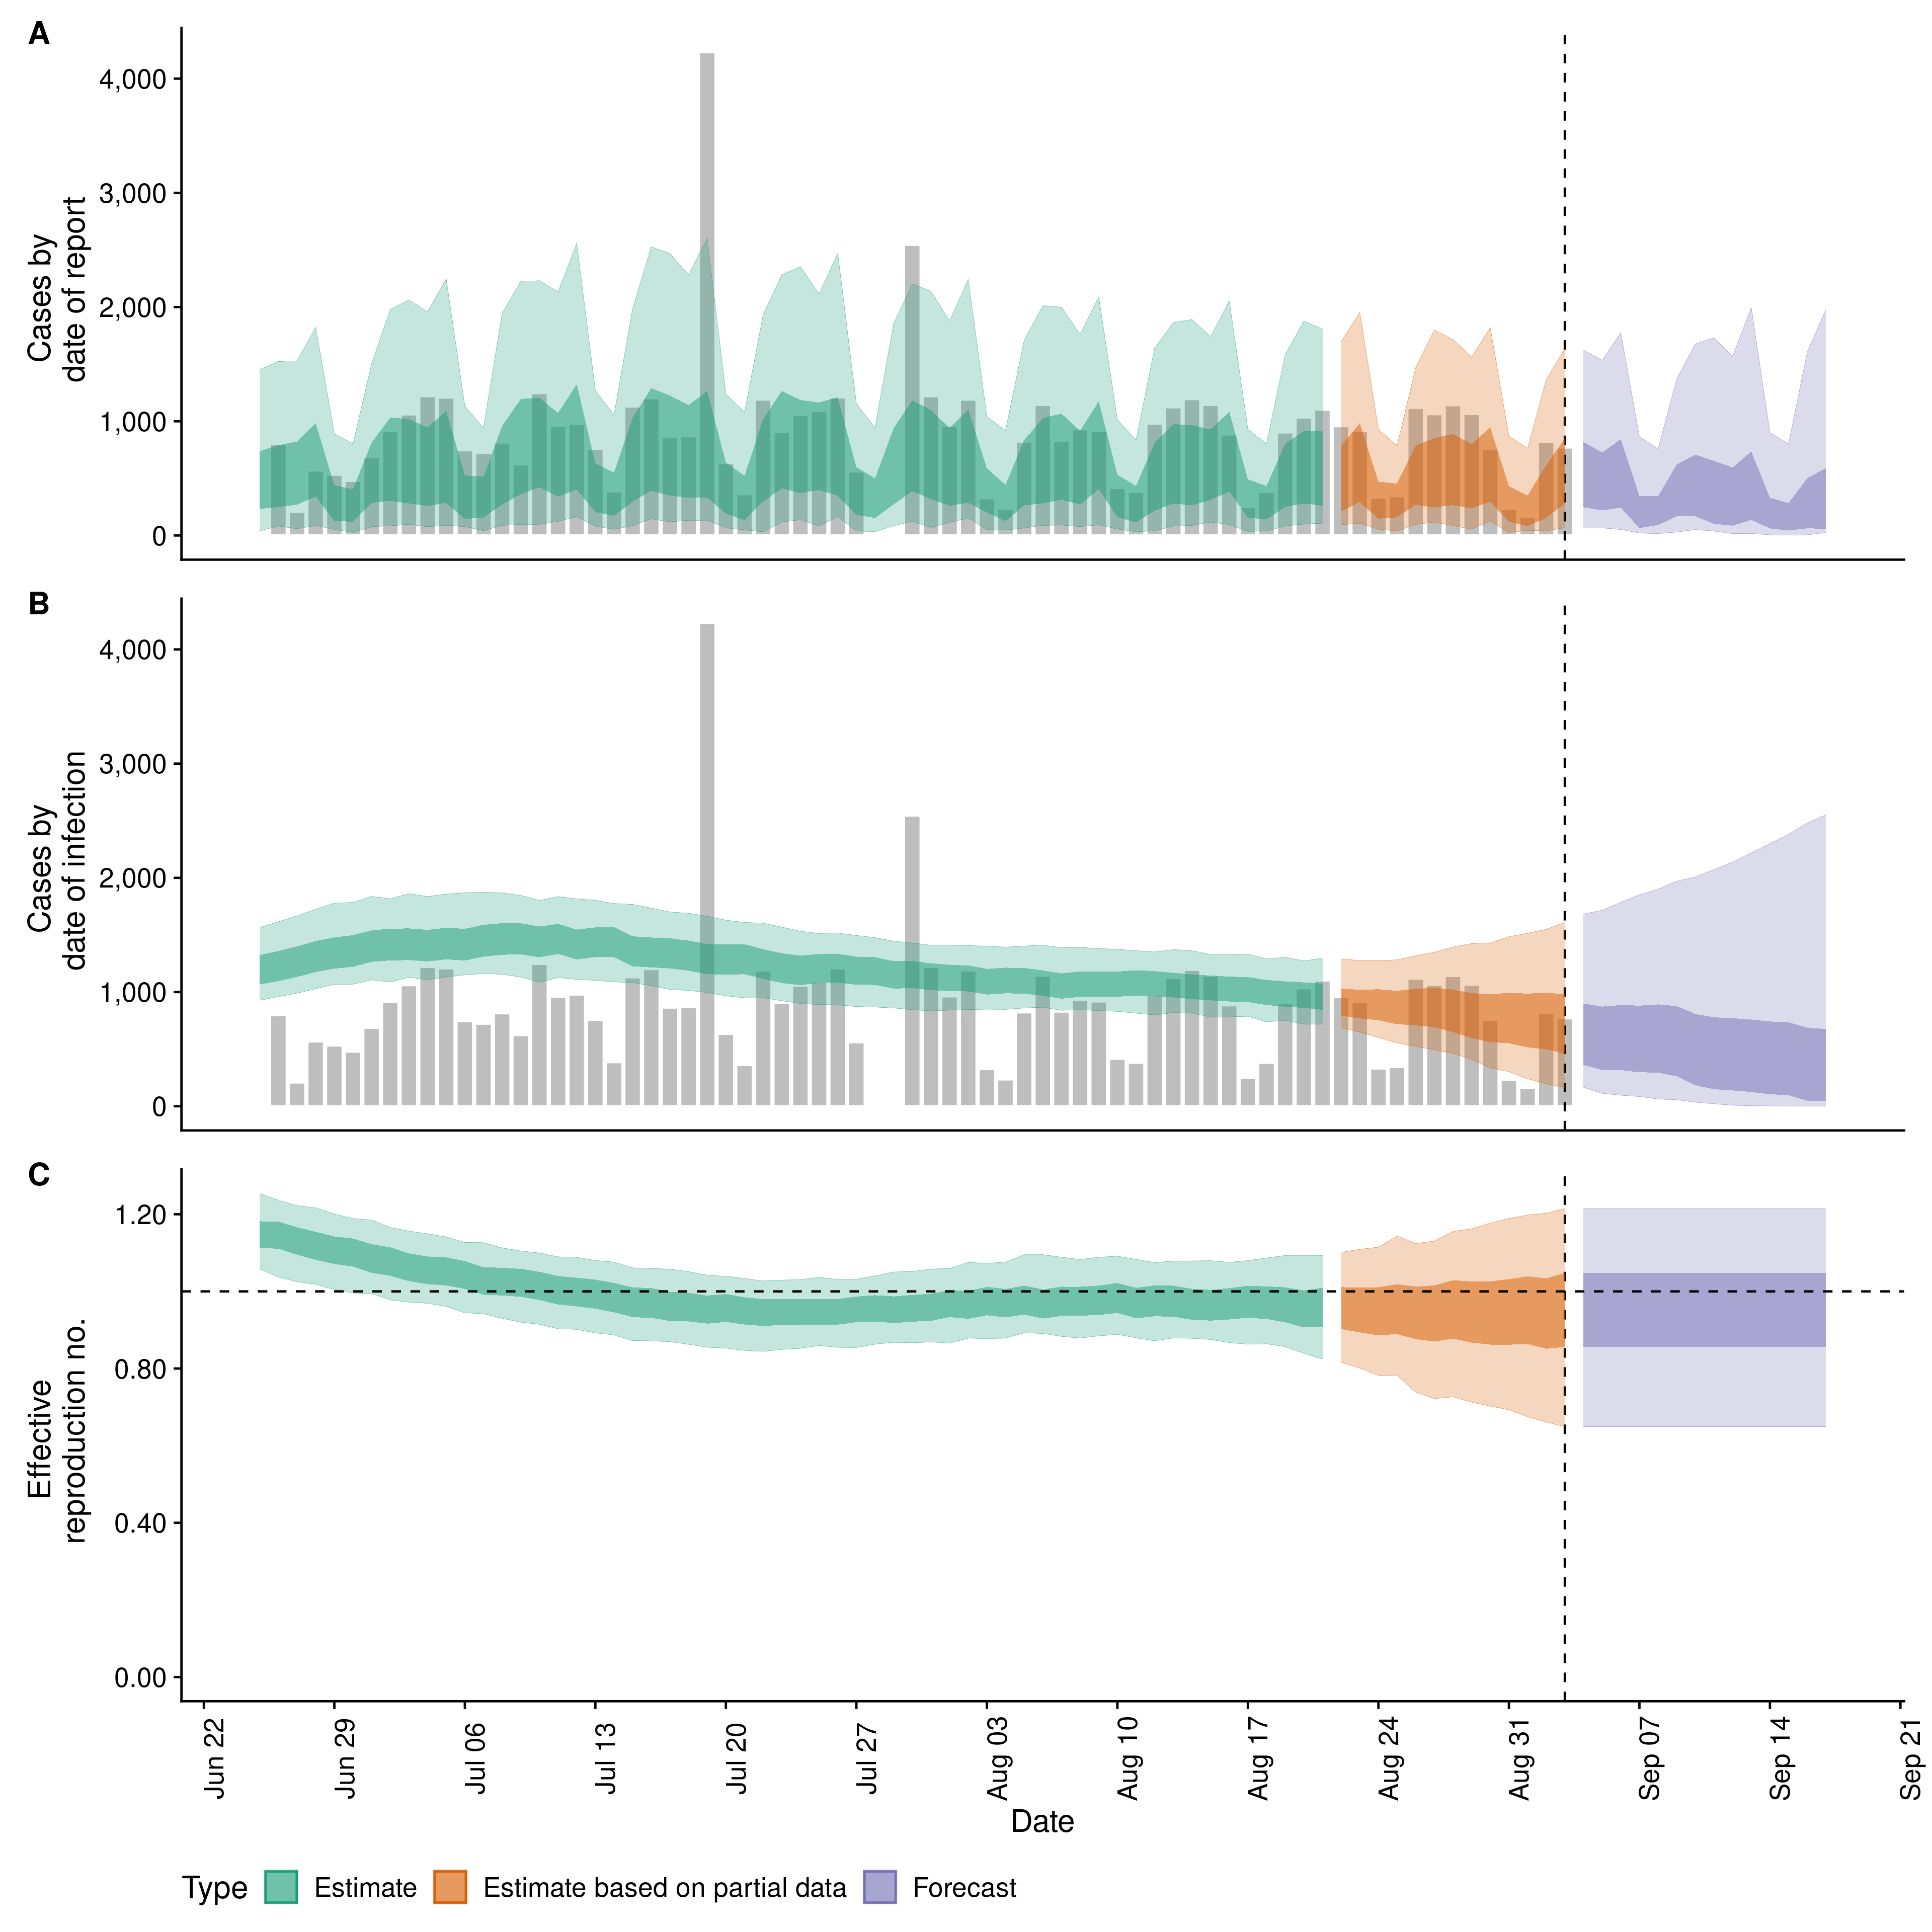 A
4,000
3,000
2,000
1,000
0
Cases by
date of report
B
4,000
3,000
2,000
1,000
0
Cases by
date of infection
C
1.20
0.80
0.40
0.00
Effective
reproduction no.
Jun 22
Jun 29
Jul 06
Jul 13
Jul 20
Jul 27
Aug 03
Aug 10
Aug 17
Aug 24
Aug 31
Sep 07
Sep 14
Sep 21
Date
Type Estimate Estimate based on partial data Forecast